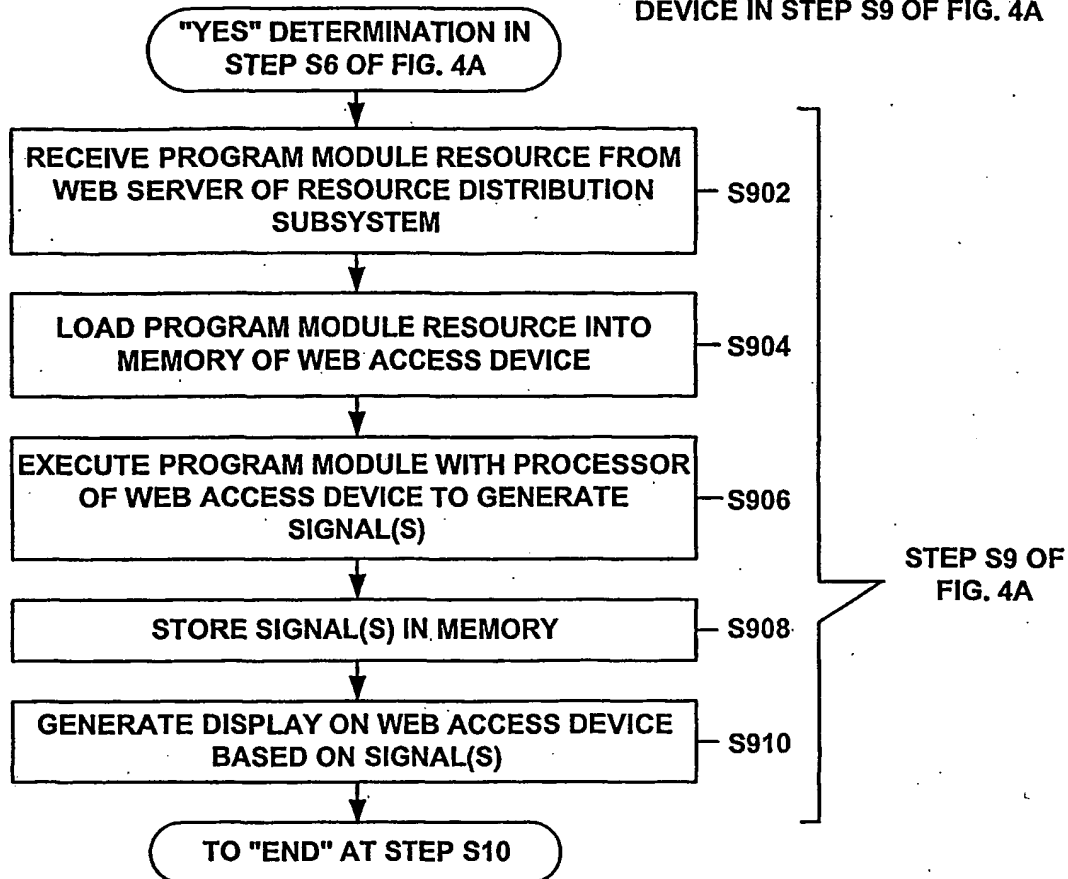 DEVICE IN STEP S9 OF FIG. 4A
"YES" DETERMINATION IN
STEP S6 OF FIG. 4A
RECEIVE PROGRAM MODULE RESOURCE FROM
WEB SERVER OF RESOURCE DISTRIBUTION
SUBSYSTEM
S902
LOAD PROGRAM MODULE RESOURCE INTO
MEMORY OF WEB ACCESS DEVICE
S904
EXECUTE PROGRAM MODULE WITH PROCESSOR
OF WEB ACCESS DEVICE TO GENERATE
SIGNAL(S)
S906
STEP S9 OF
FIG. 4A
STORE SIGNAL(S) IN MEMORY
S908
GENERATE DISPLAY ON WEB ACCESS DEVICE
BASED ON SIGNAL(S)
S910
TO "END" AT STEP S10